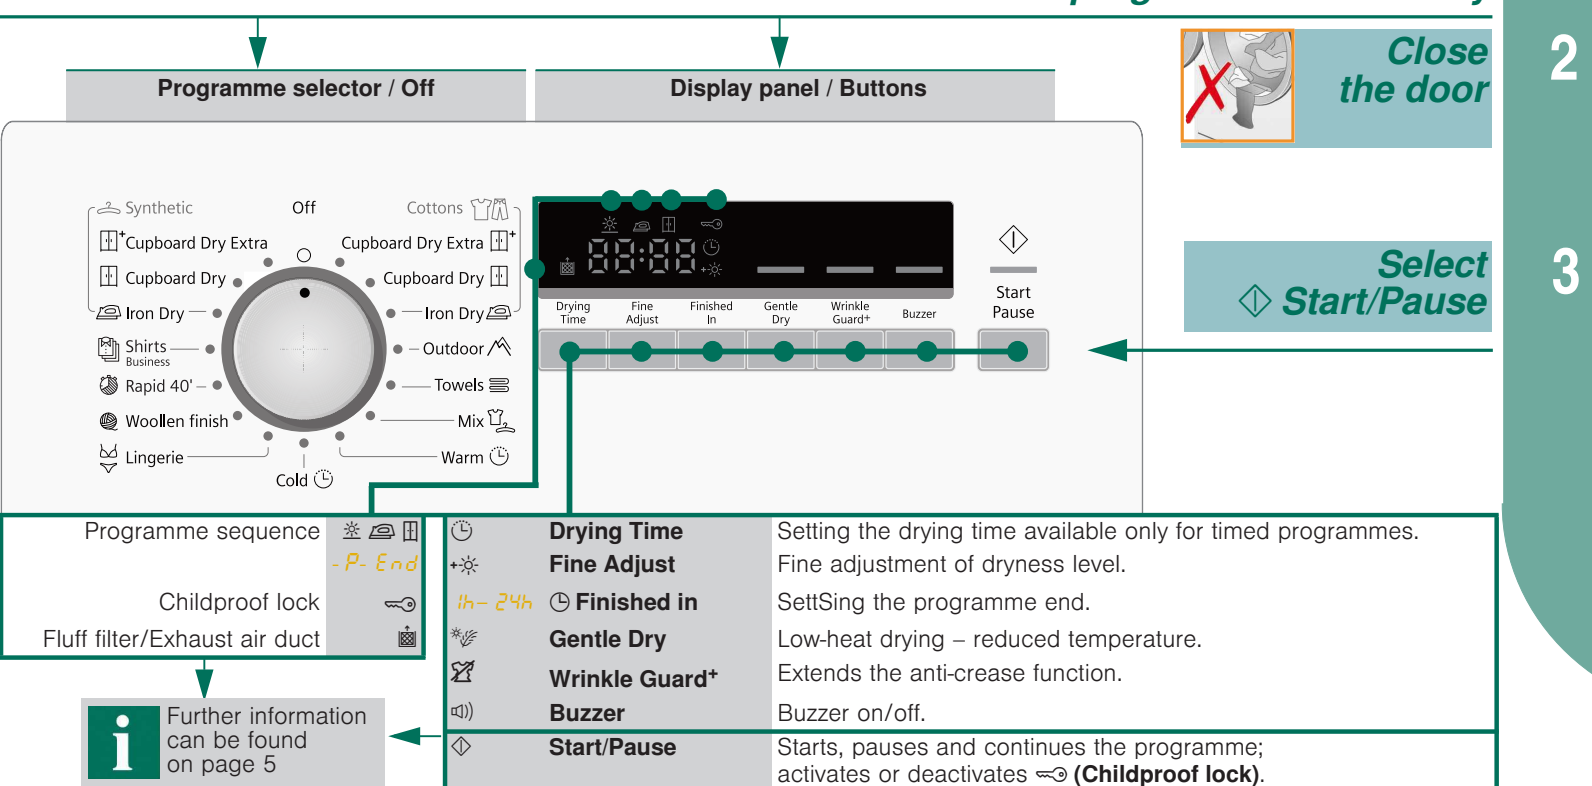 Programme selector / Off
Display panel / Buttons
Close
the door
2
Synthetic
Off
Cottons
Cupboard Dry Extra
Cupboard Dry Extra
Cupboard Dry
Cupboard Dry
Iron Dry
Iron Dry
Shirts
Business
Outdoor
Rapid 40'
Towels
Woollen finish
Mix
Lingerie
Warm
Cold
88:88
Drying
Time
Fine
Adjust
Finished
In
Gentle
Dry
Wrinkle
Guard+
Buzzer
Start
Pause
Select
Start/Pause
3
Programme sequence
-P- End
Childproof lock
Fluff filter/Exhaust air duct
Drying Time Setting the drying time available only for timed programmes.
Fine Adjust Fine adjustment of dryness level.
1h- 24h Finished in SettSing the programme end.
Gentle Dry Low-heat drying – reduced temperature.
Wrinkle Guard+ Extends the anti-crease function.
Buzzer Buzzer on/off.
Start/Pause Starts, pauses and continues the programme;
activates or deactivates (Childproof lock).
i
Further information
can be found
on page 5